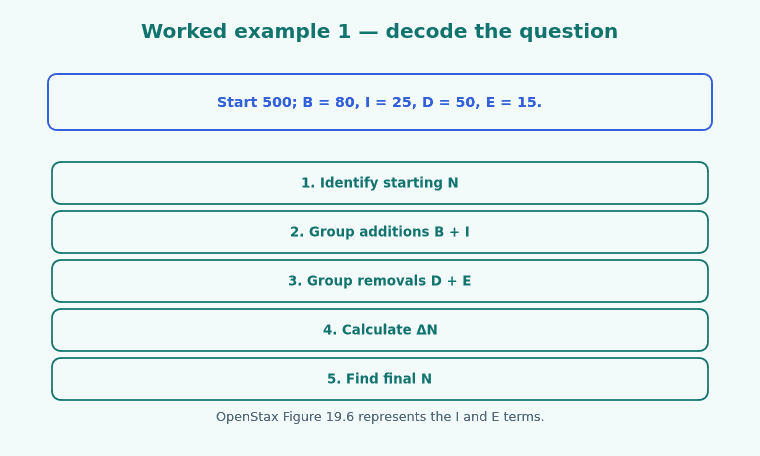 Worked example 1 — decode the question
Start 500; B = 80, I = 25, D = 50, E = 15.
1. Identify starting N
2. Group additions B + I
3. Group removals D + E
4. Calculate ΔN
5. Find final N
OpenStax Figure 19.6 represents the I and E terms.